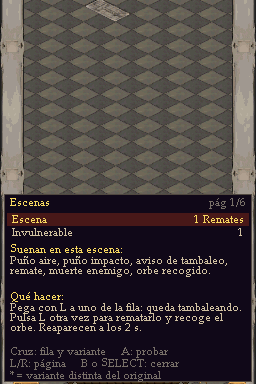 Escenas pág 1/6
Escena 1 Remates
Invulnerable 1
Suenan en esta escena:
Puño aire, puño impacto, aviso de tambaleo,
remate, muerte enemigo, orbe recogido.
Qué hacer:
Pega con L a uno de la fila: queda tambaleando.
Pulsa L otra vez para rematarlo y recoge el
orbe. Reaparecen a los 2 s.
Cruz: fila y variante A: probar
L/R: página B o SELECT: cerrar
* = variante distinta del original